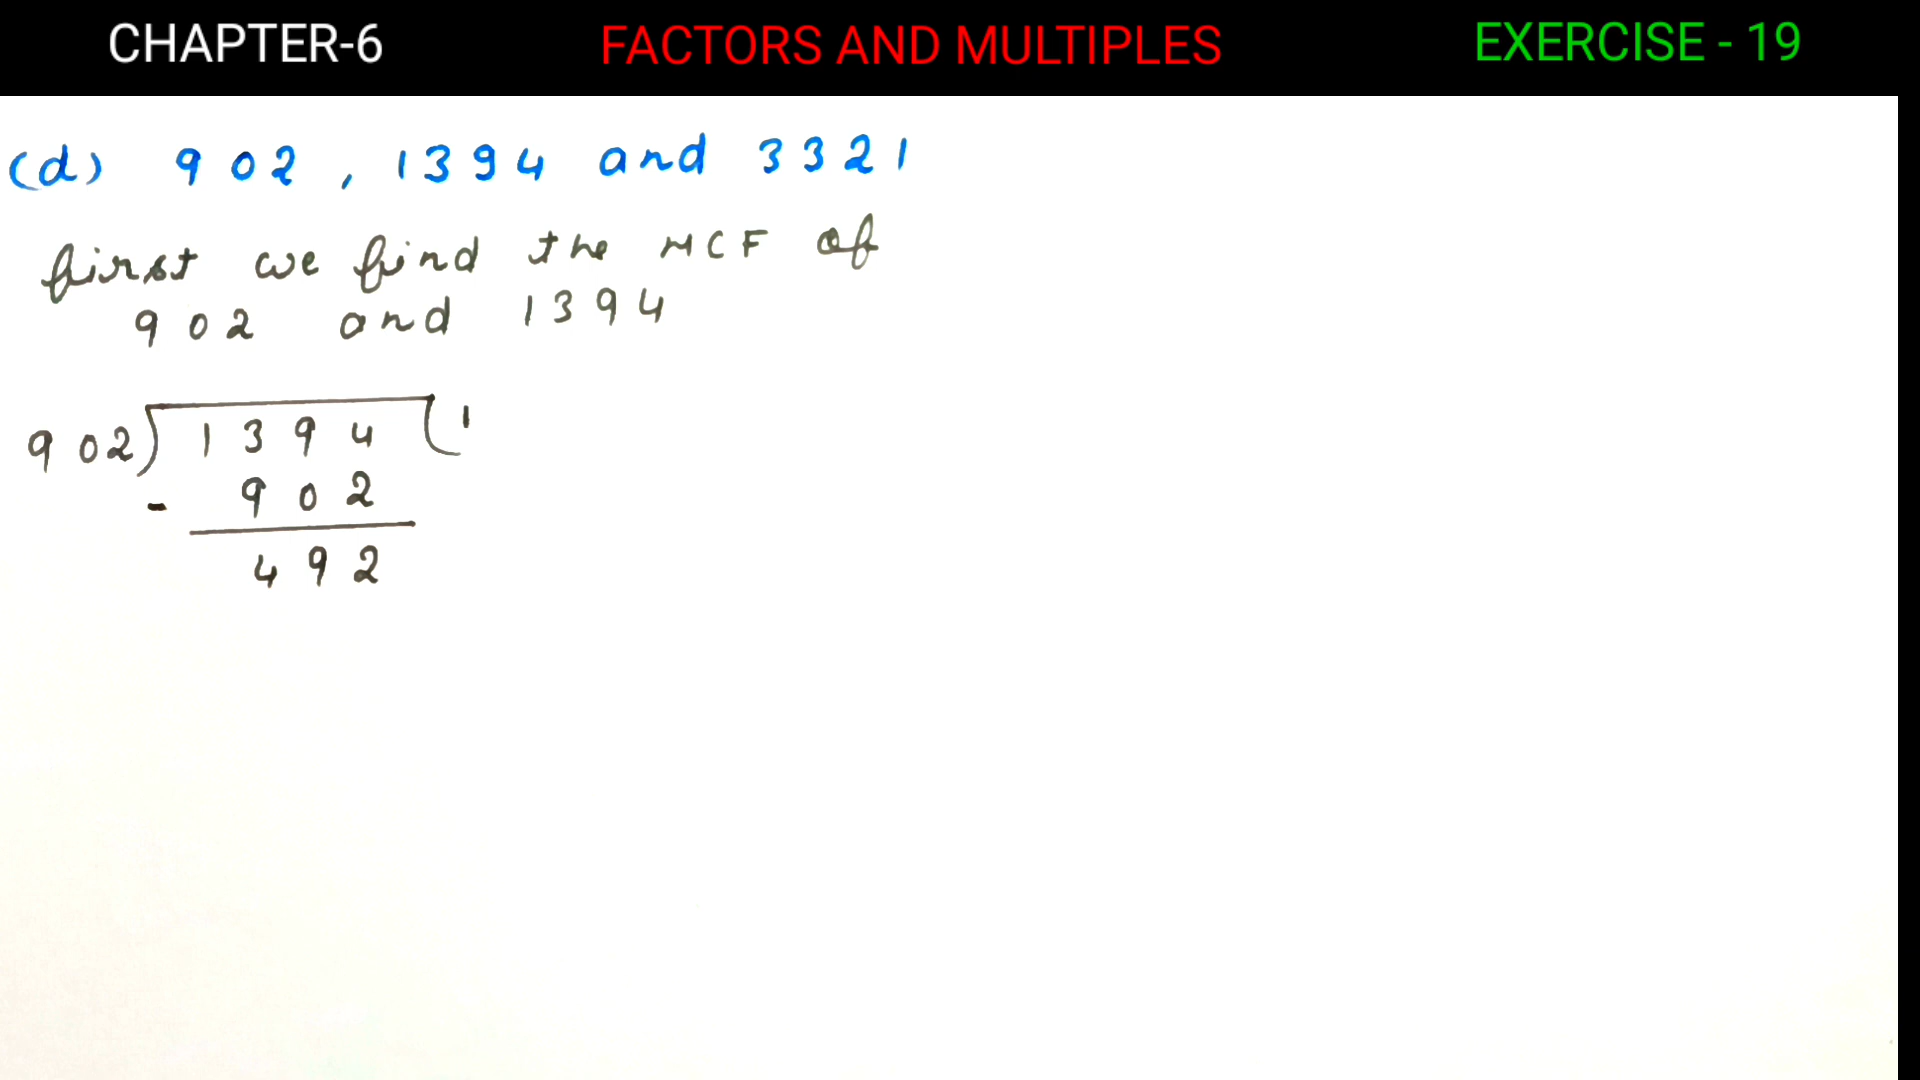 CHAPTER-6 FACTORS AND MULTIPLES EXERCISE - 19
(d) 902, 1394 and 3321
first we find the HCF of
902 and 1394
902) 1394 (1
- 902
492